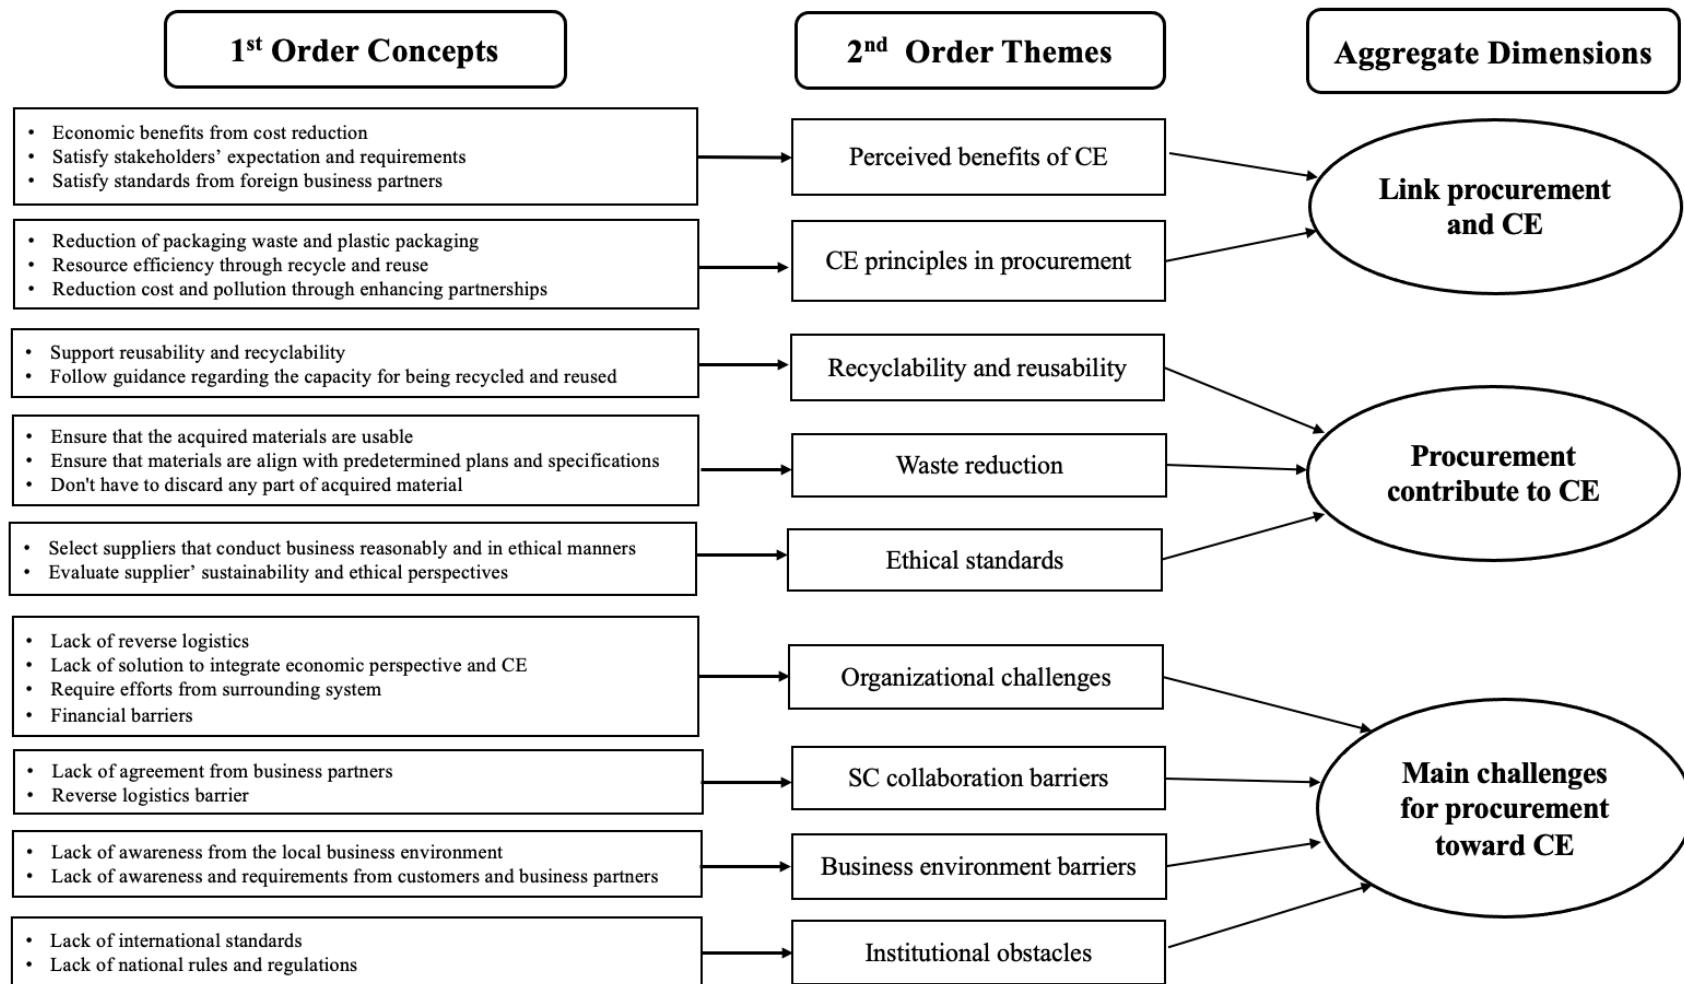 1st Order Concepts
2nd Order Themes
Aggregate Dimensions
• Economic benefits from cost reduction
• Satisfy stakeholders’ expectation and requirements
• Satisfy standards from foreign business partners
Perceived benefits of CE
• Reduction of packaging waste and plastic packaging
• Resource efficiency through recycle and reuse
• Reduction cost and pollution through enhancing partnerships
CE principles in procurement
Link procurement
and CE
• Support reusability and recyclability
• Follow guidance regarding the capacity for being recycled and reused
Recyclability and reusability
• Ensure that the acquired materials are usable
• Ensure that materials are align with predetermined plans and specifications
• Don't have to discard any part of acquired material
Waste reduction
• Select suppliers that conduct business reasonably and in ethical manners
• Evaluate supplier’ sustainability and ethical perspectives
Ethical standards
Procurement
contribute to CE
• Lack of reverse logistics
• Lack of solution to integrate economic perspective and CE
• Require efforts from surrounding system
• Financial barriers
Organizational challenges
• Lack of agreement from business partners
• Reverse logistics barrier
SC collaboration barriers
• Lack of awareness from the local business environment
• Lack of awareness and requirements from customers and business partners
Business environment barriers
• Lack of international standards
• Lack of national rules and regulations
Institutional obstacles
Main challenges
for procurement
toward CE